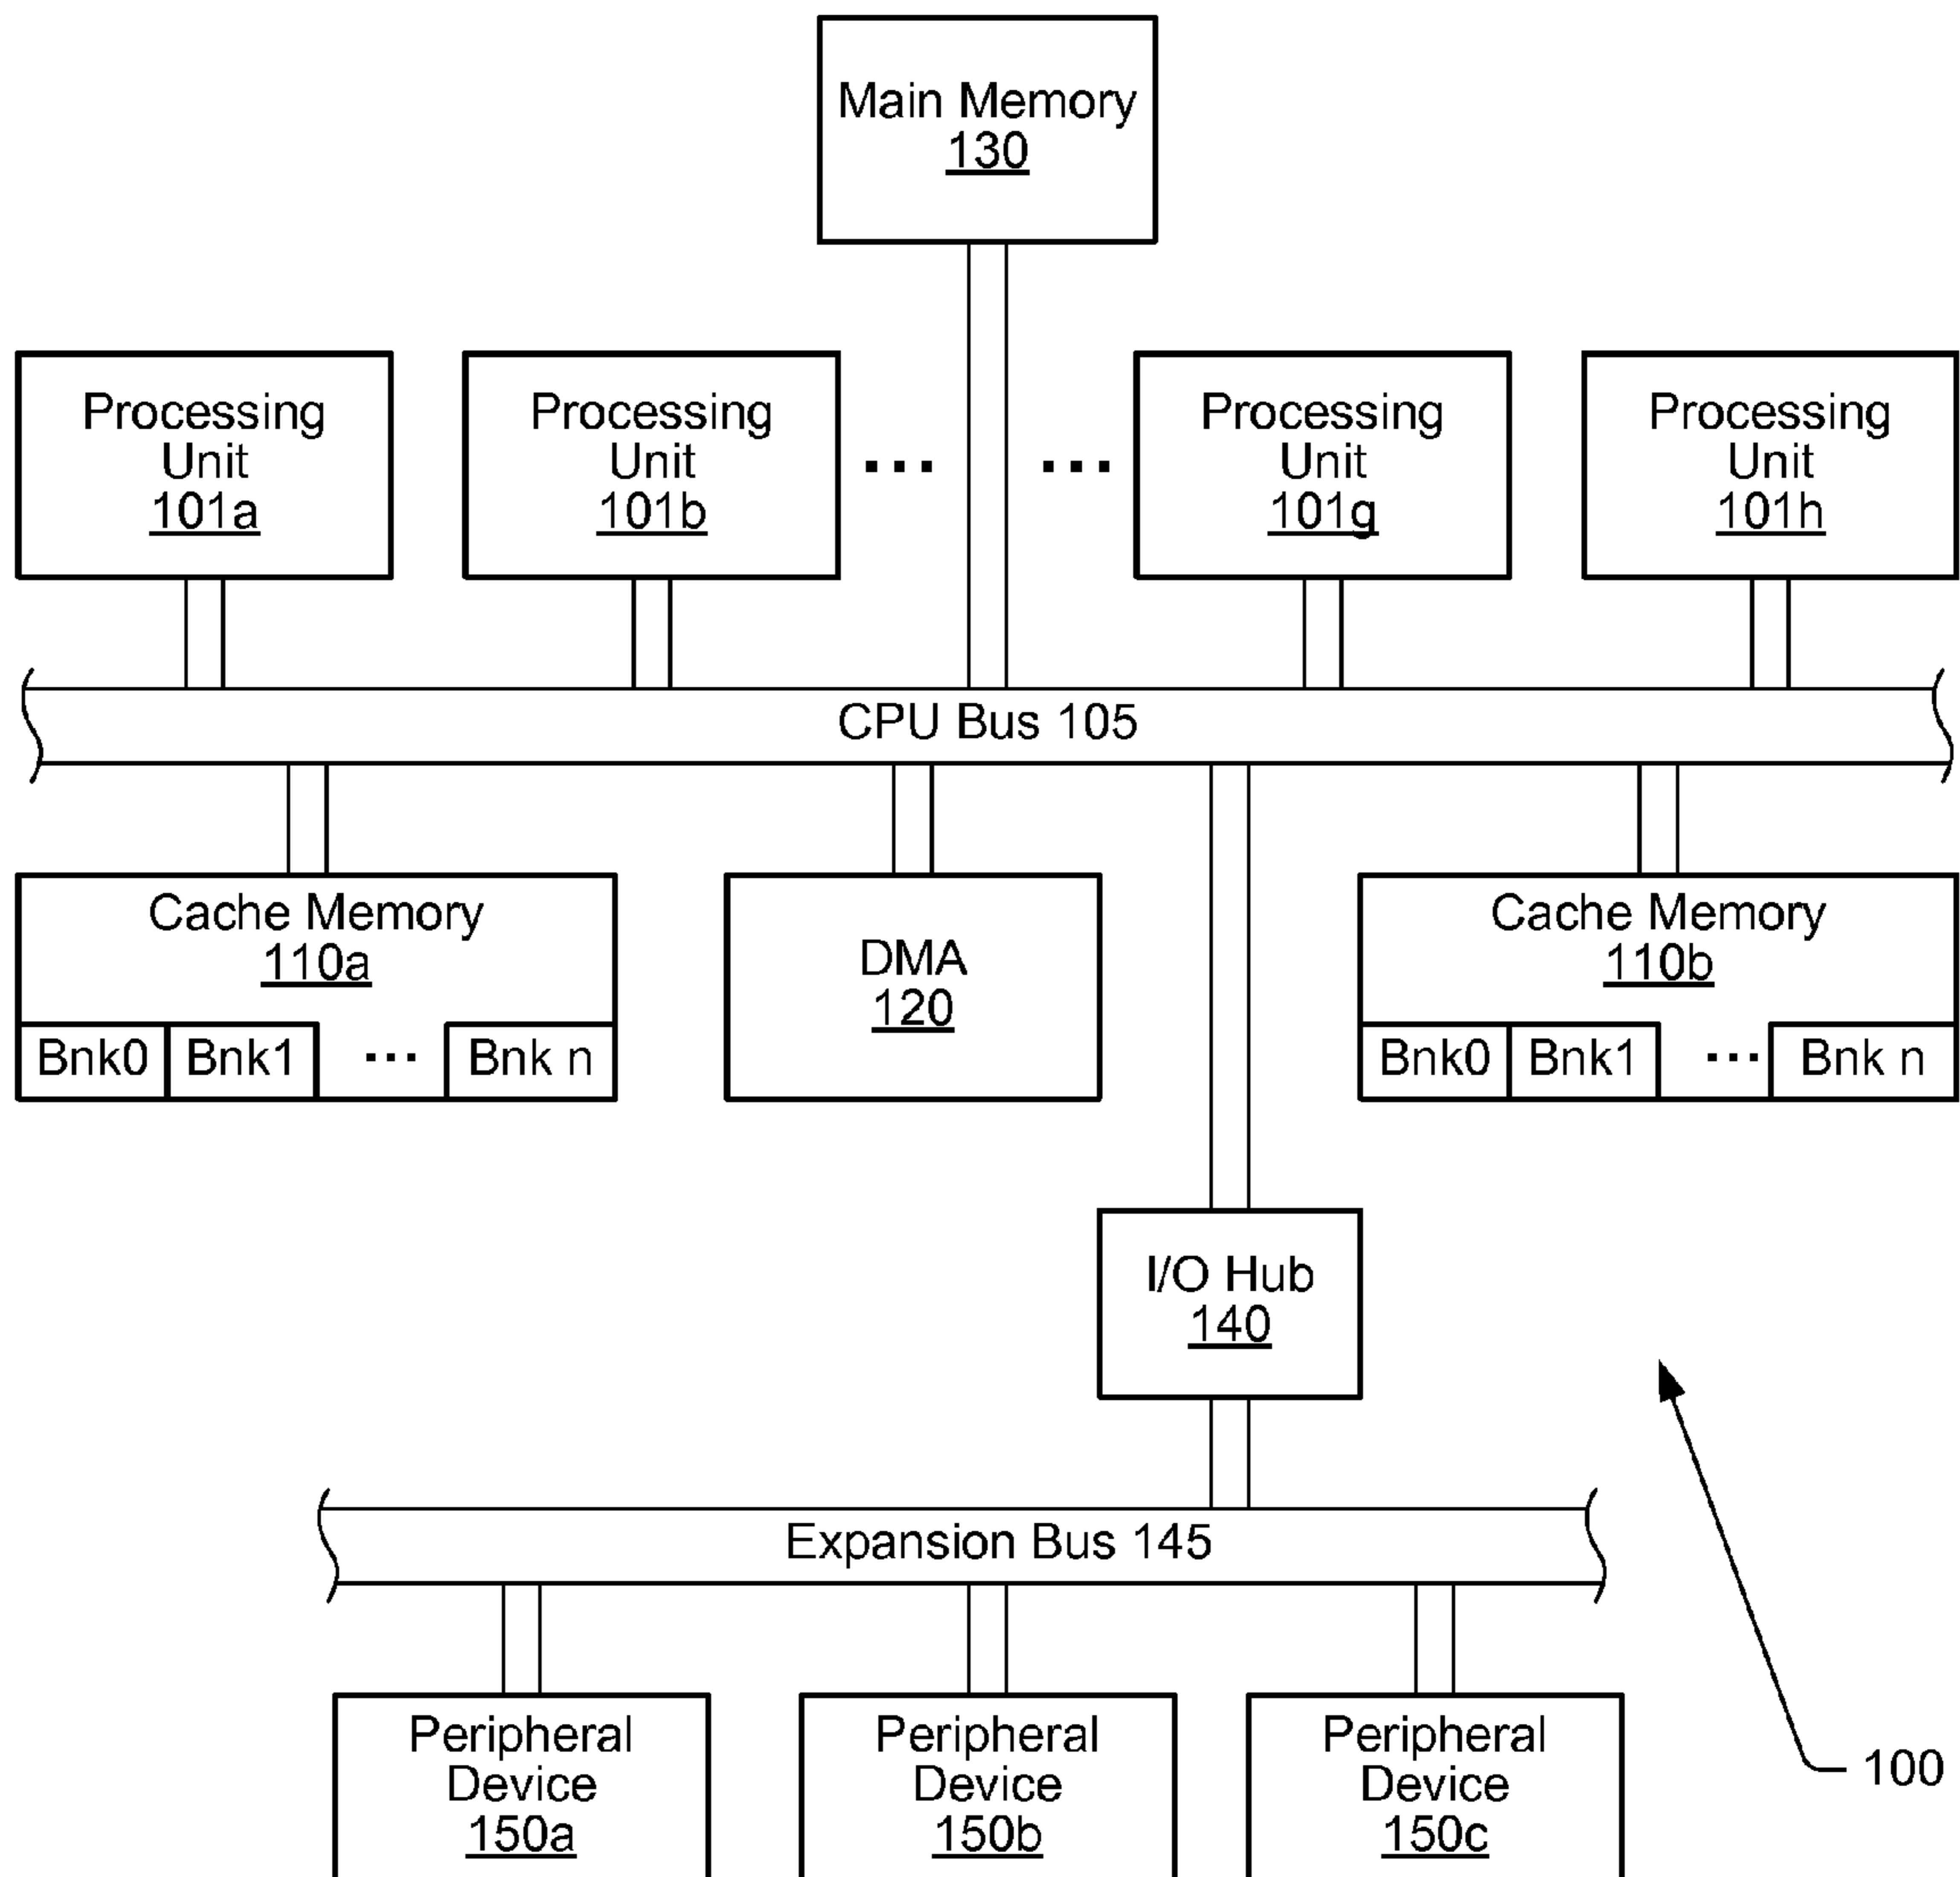 Main Memory
130
Processing
Unit
101a
Processing
Unit
101b
...
...
Processing
Unit
101g
Processing
Unit
101h
CPU Bus 105
Cache Memory
110a
Bnk0
Bnk1
...
Bnk n
DMA
120
Cache Memory
110b
Bnk0
Bnk1
...
Bnk n
I/O Hub
140
Expansion Bus 145
Peripheral
Device
150a
Peripheral
Device
150b
Peripheral
Device
150c
100